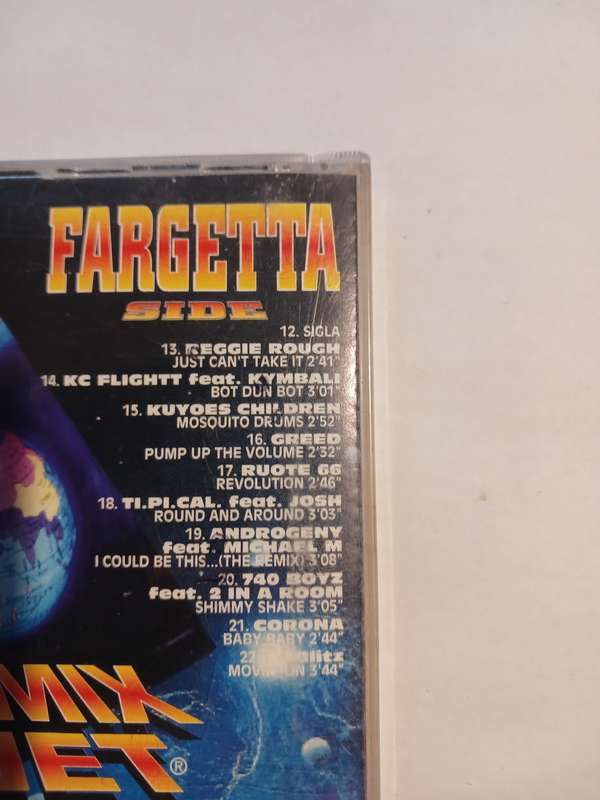 FARGETTA
SIDE
12. SIGLA
13. REGGIE ROUGH
JUST CAN'T TAKE IT 2'41"
14. KC FLIGHTT feat. KYMBALI
BOT DUN BOT 3'01"
15. KUYOES CHILDREN
MOSQUITO DRUMS 2'52"
16. GREED
PUMP UP THE VOLUME 2'32"
17. RUOTE 66
REVOLUTION 2'46"
18. TI.PI.CAL. feat. JOSH
ROUND AND AROUND 3'03"
19. ANDROGENY
feat. MICHAEL M
I COULD BE THIS...(THE REMIX) 3'08"
20. 740 BOYZ
feat. 2 IN A ROOM
SHIMMY SHAKE 3'05"
21. CORONA
BABY BABY 2'44"
22
MOVIN' ON 3'44"
MIX
®